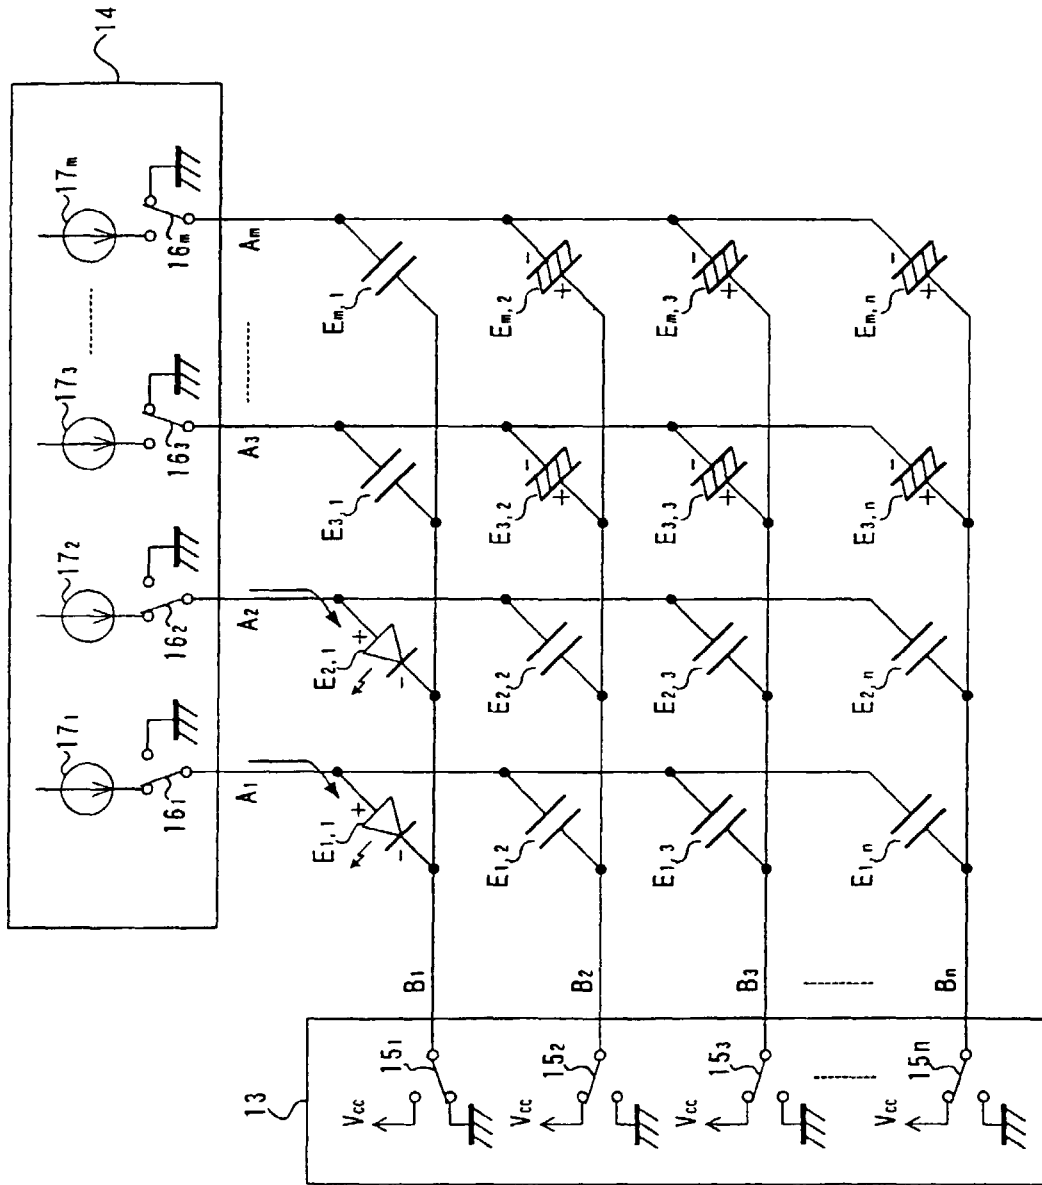 14
17₁ 17₂ 17₃ 17ₘ
16₁ 16₂ 16₃ 16ₘ
A₁ A₂ A₃ Aₘ
+ +
E₁,₁ E₂,₁ E₃,₁ Eₘ,₁
- -
B₁
- -
E₁,₂ E₂,₂ E₃,₂ Eₘ,₂
+ +
B₂
- -
E₁,₃ E₂,₃ E₃,₃ Eₘ,₃
+ +
B₃
- -
E₁,ₙ E₂,ₙ E₃,ₙ Eₘ,ₙ
+ +
Bₙ
13
Vcc 15₁
Vcc 15₂
Vcc 15₃
Vcc 15ₙ